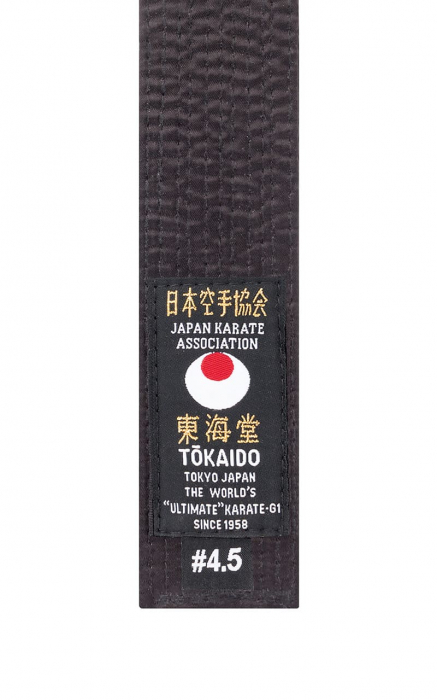 日本空手協会
JAPAN KARATE
ASSOCIATION
東海堂
TŌKAIDO
TOKYO JAPAN
THE WORLD'S
"ULTIMATE" KARATE-GI
SINCE 1958
#4.5